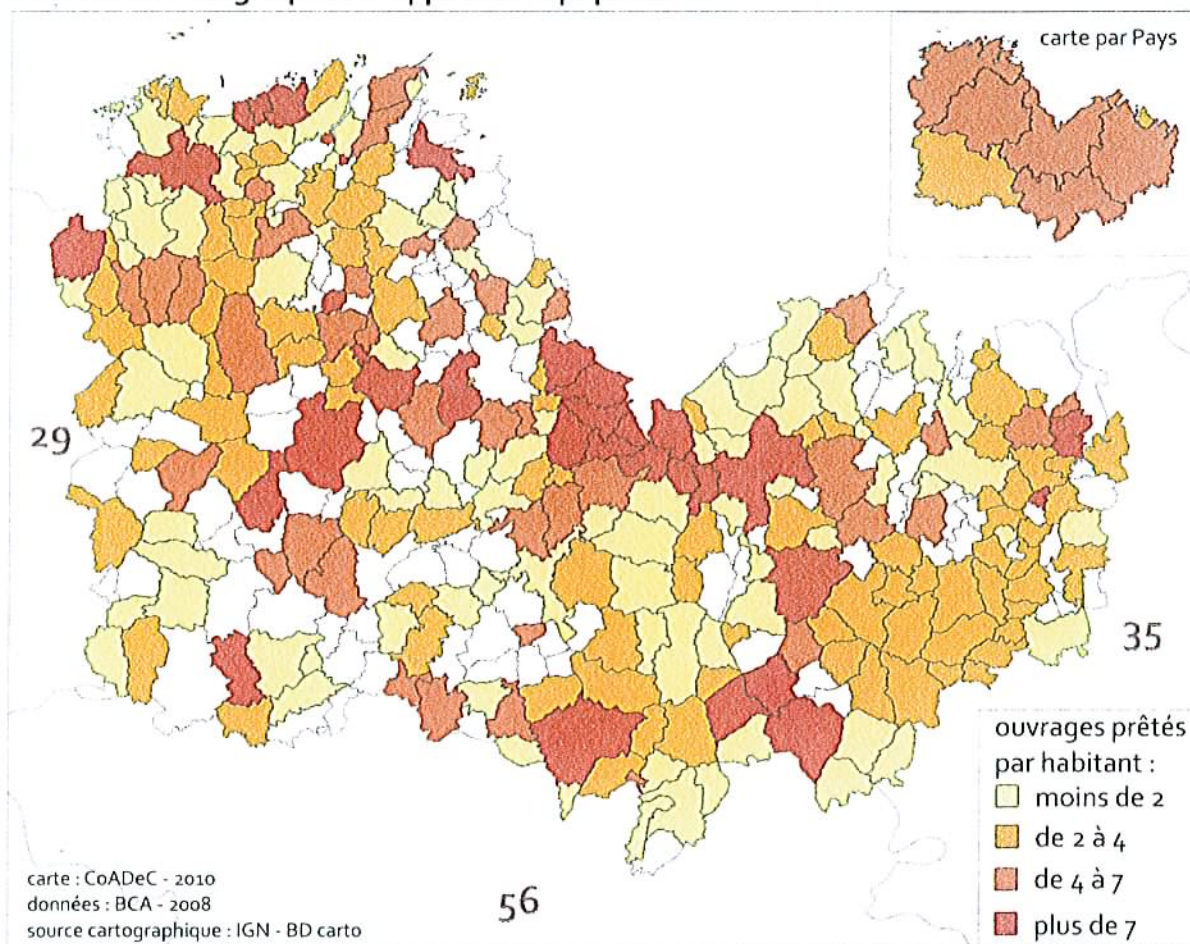 carte par Pays
29
35
ouvrages prêtés
par habitant :
moins de 2
de 2 à 4
de 4 à 7
plus de 7
carte : CoADeC - 2010
données : BCA - 2008
source cartographique : IGN - BD carto
56